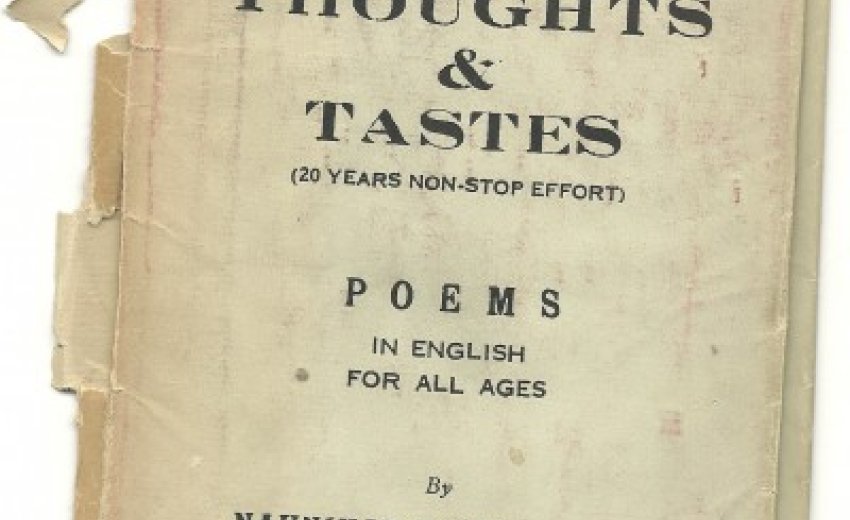 THOUGHTS
&
TASTES
(20 YEARS NON-STOP EFFORT)
POEMS
IN ENGLISH
FOR ALL AGES
By